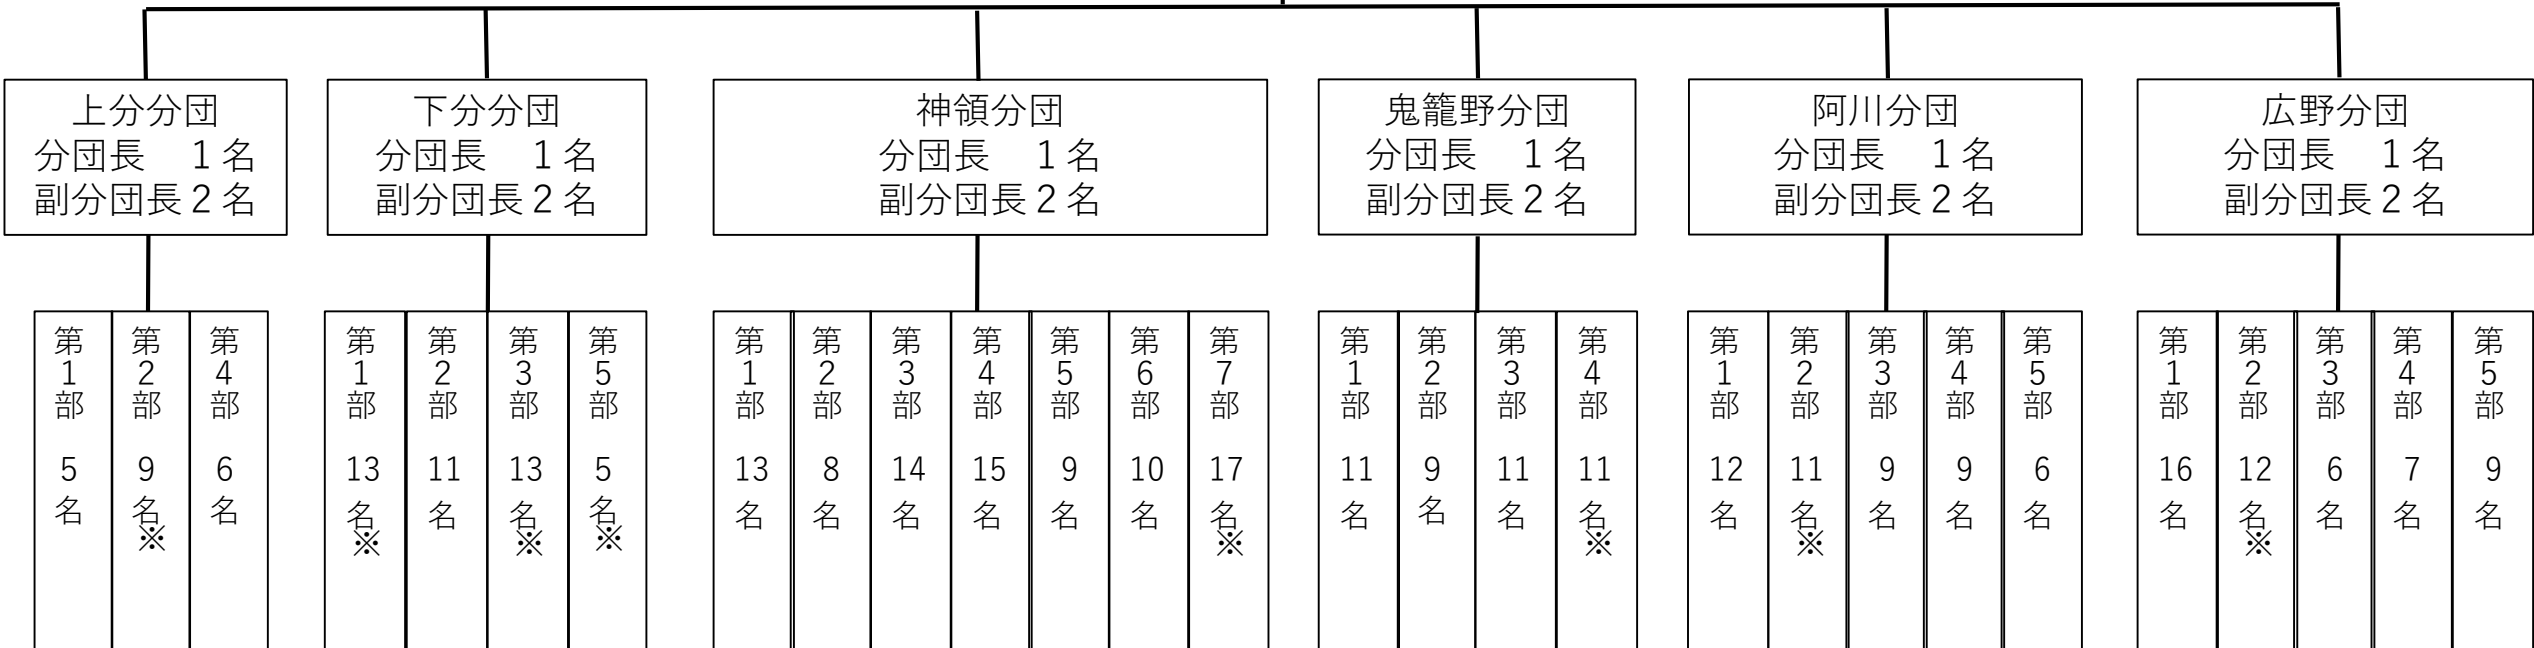 上分分団
分団長　１名
副分団長２名
下分分団
分団長　１名
副分団長２名
神領分団
分団長　１名
副分団長２名
鬼籠野分団
分団長　１名
副分団長２名
阿川分団
分団長　１名
副分団長２名
広野分団
分団長　１名
副分団長２名
第1部 5名
第2部 9名※
第4部 6名
第1部 13名※
第2部 11名
第3部 13名※
第5部 5名※
第1部 13名
第2部 8名
第3部 14名
第4部 15名
第5部 9名
第6部 10名
第7部 17名※
第1部 11名
第2部 9名
第3部 11名
第4部 11名※
第1部 12名
第2部 11名※
第3部 9名
第4部 9名
第5部 6名
第1部 16名
第2部 12名※
第3部 6名
第4部 7名
第5部 9名